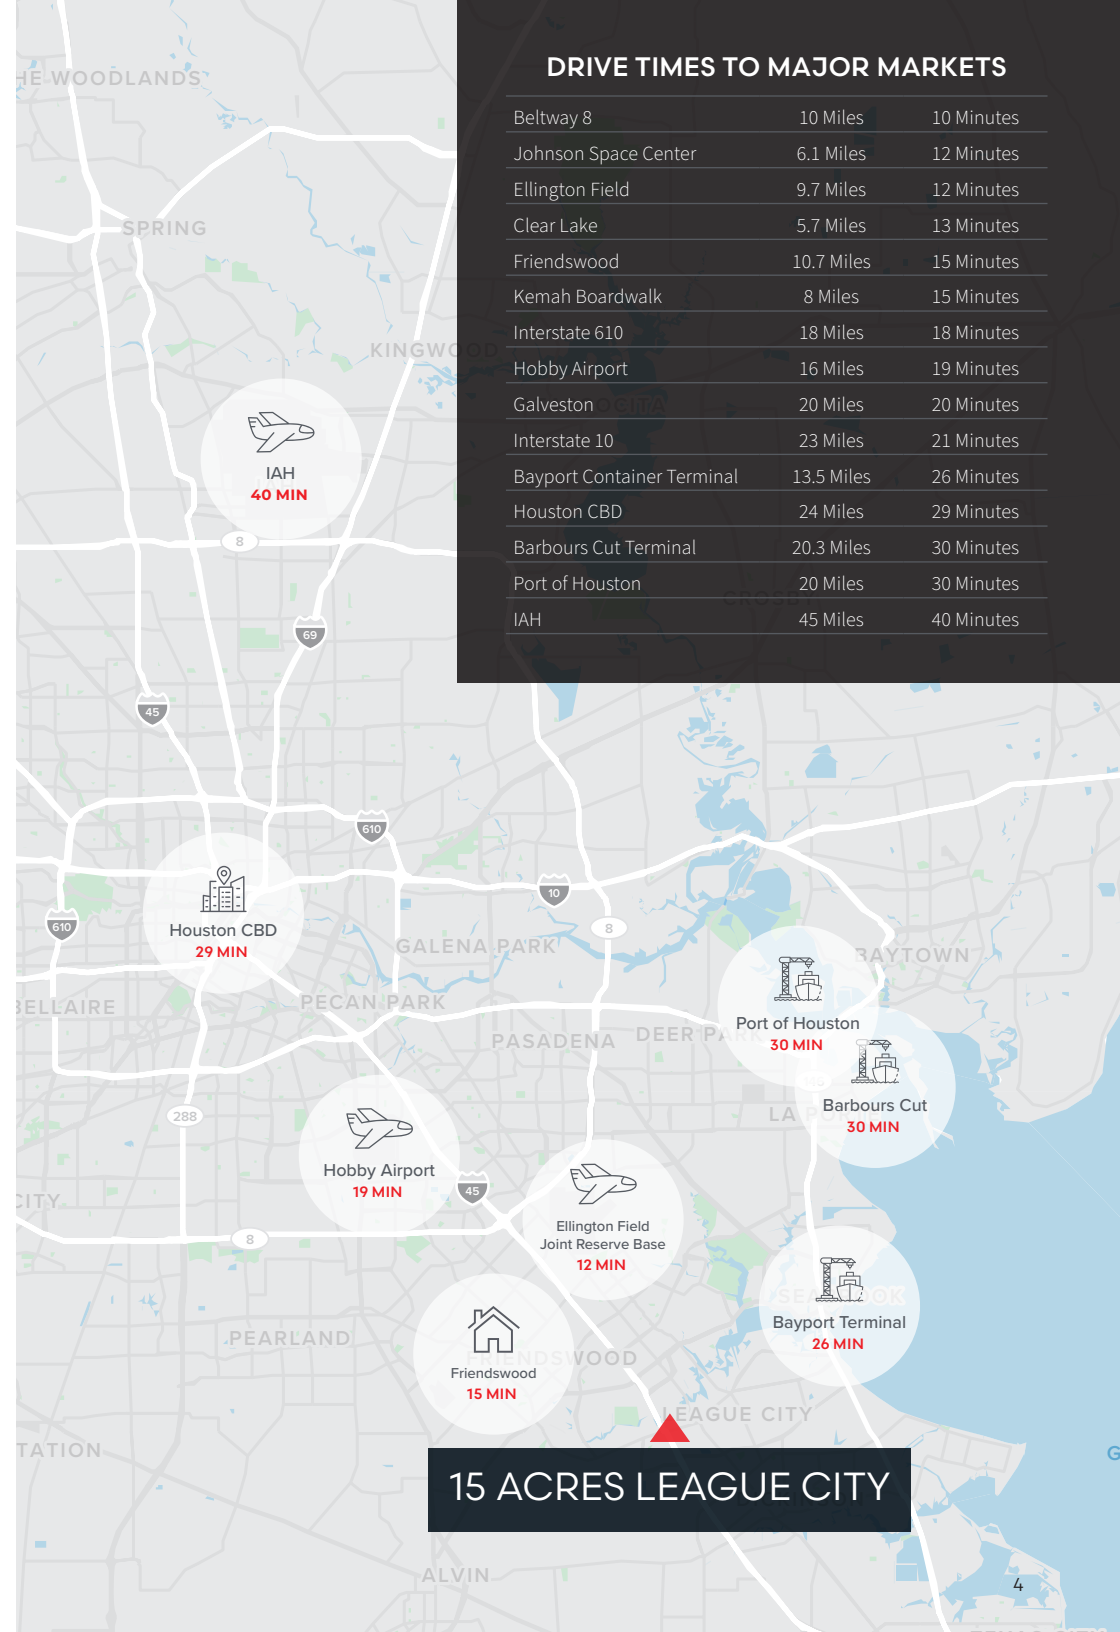 HE WOODLANDS
DRIVE TIMES TO MAJOR MARKETS
Beltway 8 10 Miles 10 Minutes
Johnson Space Center 6.1 Miles 12 Minutes
Ellington Field 9.7 Miles 12 Minutes
Clear Lake 5.7 Miles 13 Minutes
Friendswood 10.7 Miles 15 Minutes
Kemah Boardwalk 8 Miles 15 Minutes
Interstate 610 18 Miles 18 Minutes
Hobby Airport 16 Miles 19 Minutes
Galveston 20 Miles 20 Minutes
Interstate 10 23 Miles 21 Minutes
Bayport Container Terminal 13.5 Miles 26 Minutes
Houston CBD 24 Miles 29 Minutes
Barbours Cut Terminal 20.3 Miles 30 Minutes
Port of Houston 20 Miles 30 Minutes
IAH 45 Miles 40 Minutes
SPRING
KINGWOOD
CROSBY
IAH
40 MIN
8
69
45
610
10
610
8
Houston CBD
29 MIN
GALENA PARK
BAYTOWN
BELLAIRE
PECAN PARK
PASADENA
DEER PARK
Port of Houston
30 MIN
Barbours Cut
30 MIN
288
Hobby Airport
19 MIN
45
CITY
8
Ellington Field
Joint Reserve Base
12 MIN
Bayport Terminal
26 MIN
PEARLAND
FRIENDSWOOD
Friendswood
15 MIN
LEAGUE CITY
TATION
G
15 ACRES LEAGUE CITY
ALVIN
4